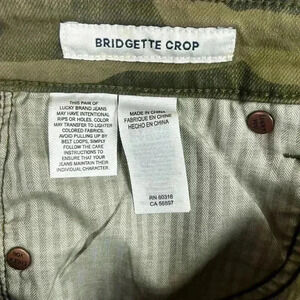 BRIDGETTE CROP
THIS PAIR OF
LUCKY BRAND JEANS
MAY HAVE INTENTIONAL
RIPS OR HOLES, COLOR
MAY TRANSFER TO LIGHTER
COLORED FABRICS.
AVOID PULLING UP BY
BELT LOOPS, SIMPLY
FOLLOW THE CARE
INSTRUCTIONS TO
ENSURE THAT YOUR
JEANS MAINTAIN THEIR
INDIVIDUAL CHARACTER.
MADE IN CHINA
FABRIQUE EN CHINE
HECHO EN CHINA
RN 80318
CA 56897